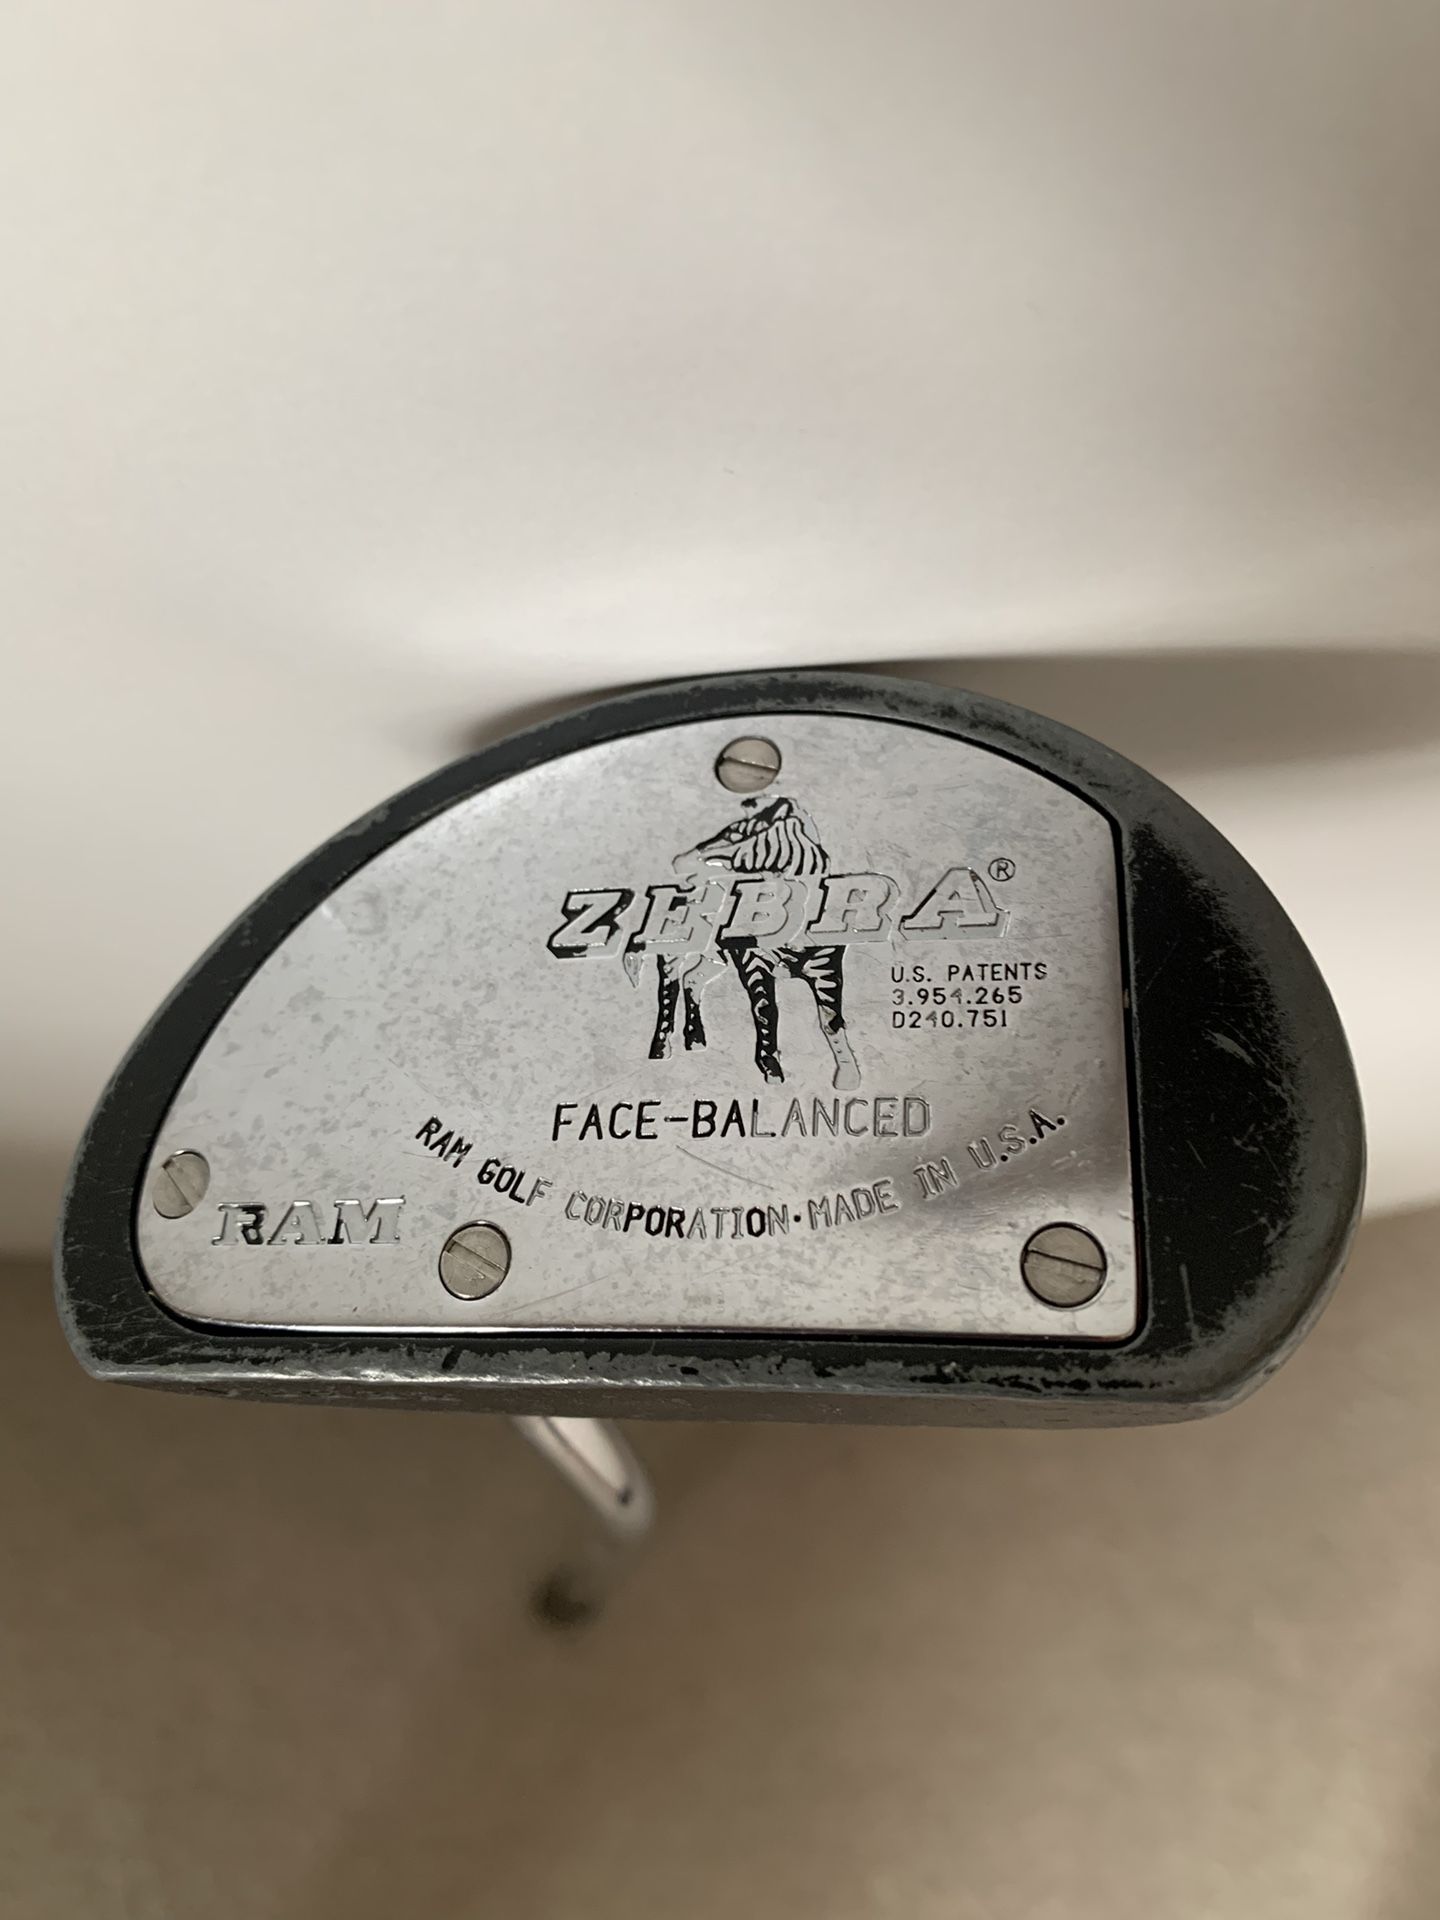 ZEBRA®
U.S. PATENTS
3.954.265
D240.751
FACE-BALANCED
RAM GOLF CORPORATION·MADE IN U.S.A.
RAM